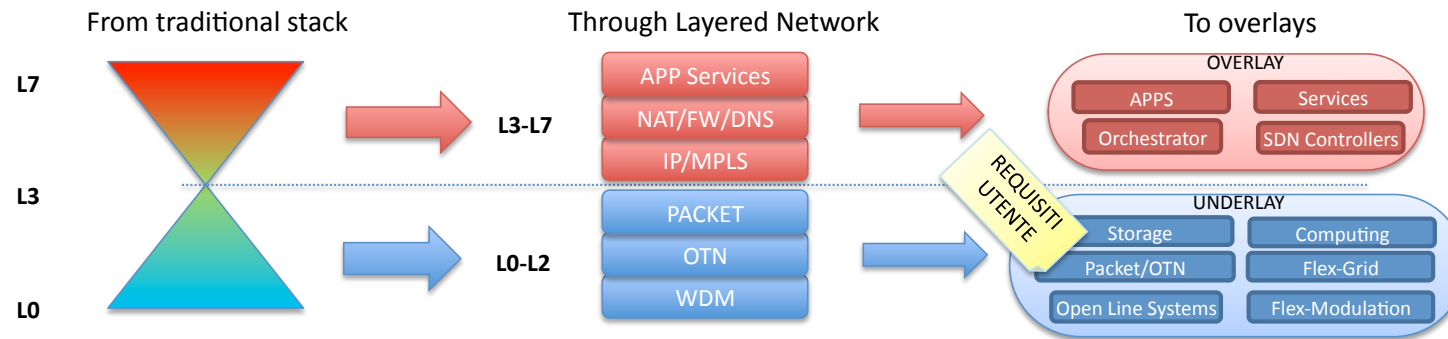 From traditional stack
Through Layered Network
To overlays
L7
L3
L0
L3-L7
L0-L2
APP Services
NAT/FW/DNS
IP/MPLS
PACKET
OTN
WDM
REQUISITI
UTENTE
OVERLAY
APPS
Services
Orchestrator
SDN Controllers
UNDERLAY
Storage
Computing
Packet/OTN
Flex-Grid
Open Line Systems
Flex-Modulation